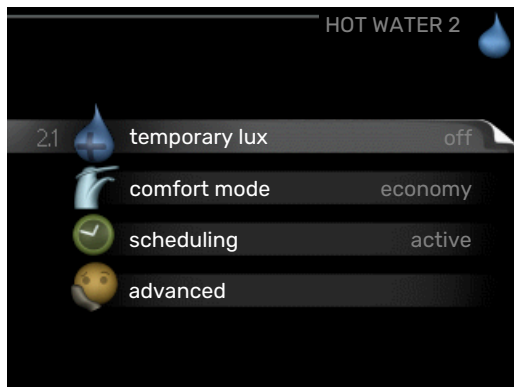 HOT WATER 2
2.1 temporary lux off
comfort mode economy
scheduling active
advanced